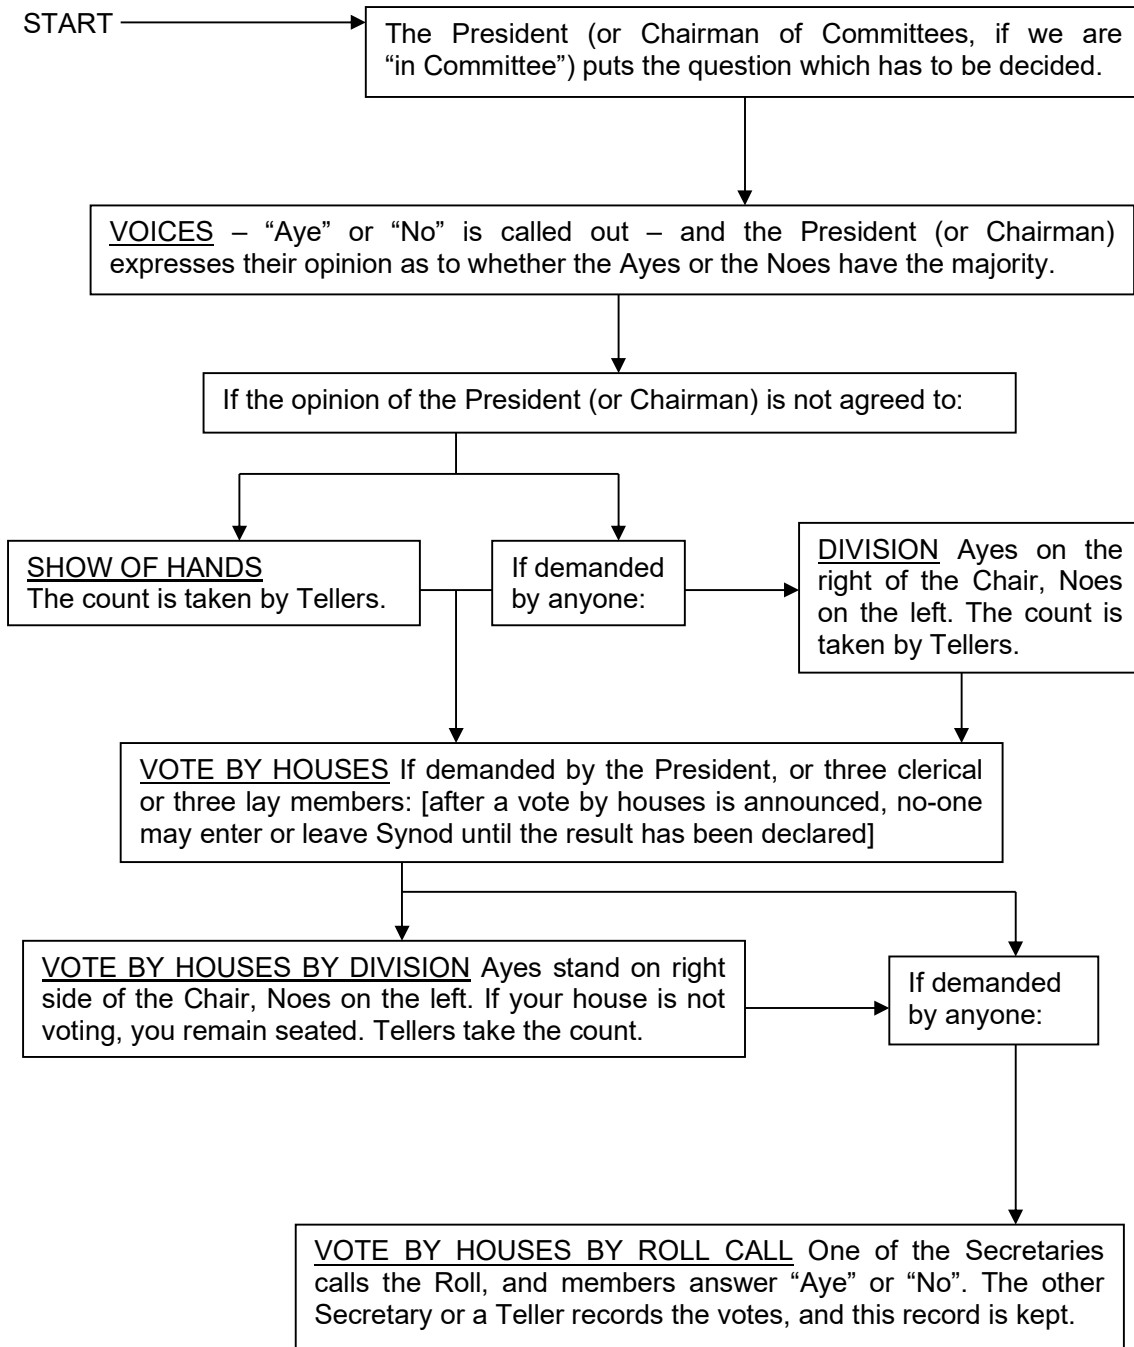 START
The President (or Chairman of Committees, if we are
“in Committee”) puts the question which has to be decided.
VOICES – “Aye” or “No” is called out – and the President (or Chairman)
expresses their opinion as to whether the Ayes or the Noes have the majority.
If the opinion of the President (or Chairman) is not agreed to:
SHOW OF HANDS
The count is taken by Tellers.
If demanded
by anyone:
DIVISION Ayes on the
right of the Chair, Noes
on the left. The count is
taken by Tellers.
VOTE BY HOUSES If demanded by the President, or three clerical
or three lay members: [after a vote by houses is announced, no-one
may enter or leave Synod until the result has been declared]
VOTE BY HOUSES BY DIVISION Ayes stand on right
side of the Chair, Noes on the left. If your house is not
voting, you remain seated. Tellers take the count.
If demanded
by anyone:
VOTE BY HOUSES BY ROLL CALL One of the Secretaries
calls the Roll, and members answer “Aye” or “No”. The other
Secretary or a Teller records the votes, and this record is kept.